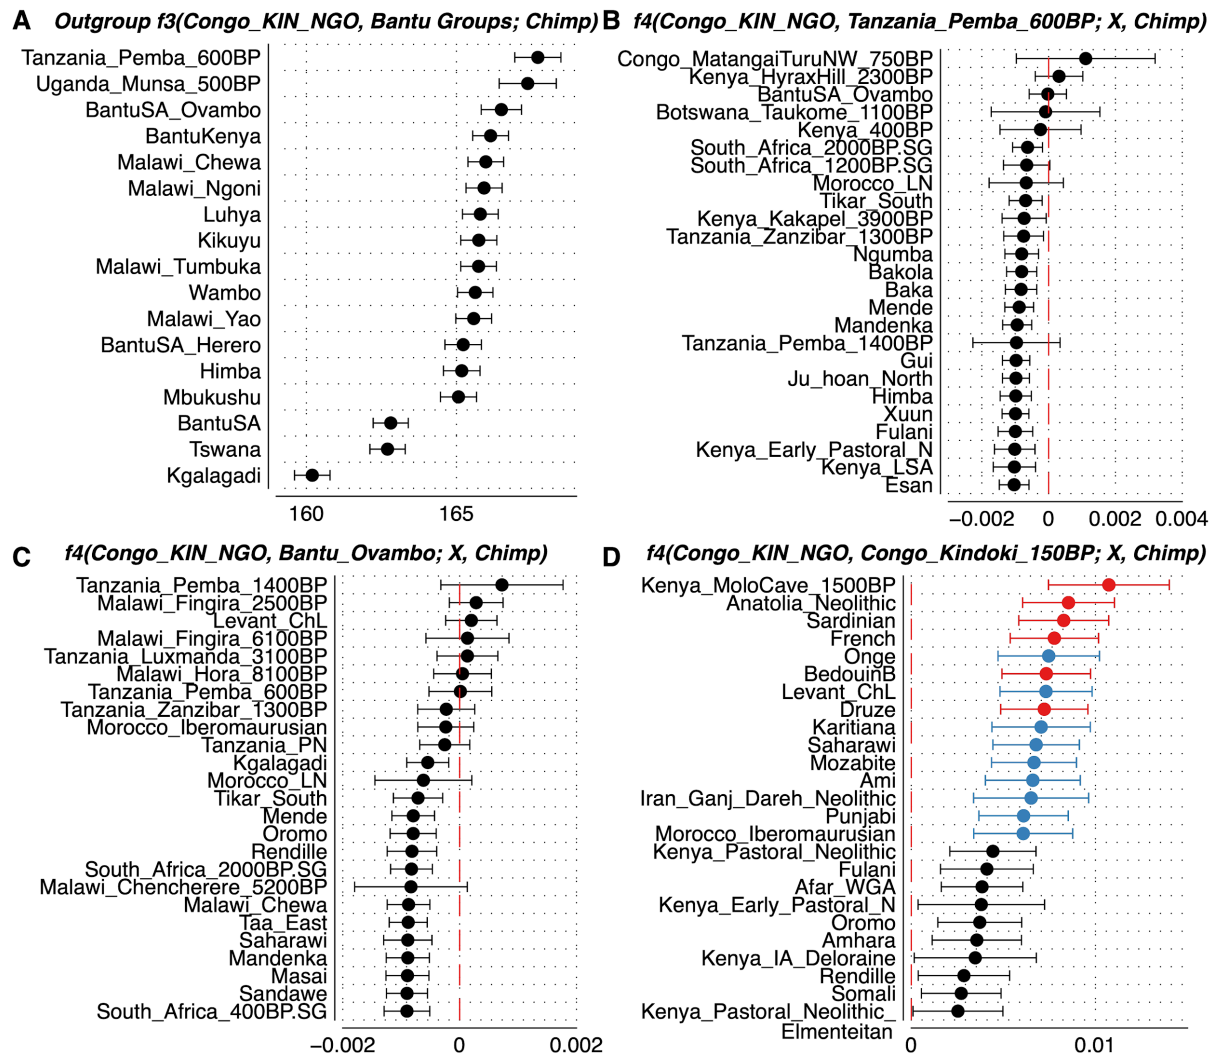 A Outgroup f3(Congo_KIN_NGO, Bantu Groups; Chimp)
Tanzania_Pemba_600BP
Uganda_Munsa_500BP
BantuSA_Ovambo
BantuKenya
Malawi_Chewa
Malawi_Ngoni
Luhya
Kikuyu
Malawi_Tumbuka
Wambo
Malawi_Yao
BantuSA_Herero
Himba
Mbukushu
BantuSA
Tswana
Kgalagadi
160 165
B f4(Congo_KIN_NGO, Tanzania_Pemba_600BP; X, Chimp)
Congo_MatangaiTuruNW_750BP
Kenya_HyraxHill_2300BP
BantuSA_Ovambo
Botswana_Taukome_1100BP
Kenya_400BP
South_Africa_2000BP.SG
South_Africa_1200BP.SG
Morocco_LN
Tikar_South
Kenya_Kakapel_3900BP
Tanzania_Zanzibar_1300BP
Ngumba
Bakola
Baka
Mende
Mandenka
Tanzania_Pemba_1400BP
Gui
Ju_hoan_North
Himba
Xuun
Fulani
Kenya_Early_Pastoral_N
Kenya_LSA
Esan
−0.002 0 0.002 0.004
C f4(Congo_KIN_NGO, Bantu_Ovambo; X, Chimp)
Tanzania_Pemba_1400BP
Malawi_Fingira_2500BP
Levant_ChL
Malawi_Fingira_6100BP
Tanzania_Luxmanda_3100BP
Malawi_Hora_8100BP
Tanzania_Pemba_600BP
Tanzania_Zanzibar_1300BP
Morocco_Iberomaurusian
Tanzania_PN
Kgalagadi
Morocco_LN
Tikar_South
Mende
Oromo
Rendille
South_Africa_2000BP.SG
Malawi_Chencherere_5200BP
Malawi_Chewa
Taa_East
Saharawi
Mandenka
Masai
Sandawe
South_Africa_400BP.SG
−0.002 0 0.002
D f4(Congo_KIN_NGO, Congo_Kindoki_150BP; X, Chimp)
Kenya_MoloCave_1500BP
Anatolia_Neolithic
Sardinian
French
Onge
BedouinB
Levant_ChL
Druze
Karitiana
Saharawi
Mozabite
Ami
Iran_Ganj_Dareh_Neolithic
Punjabi
Morocco_Iberomaurusian
Kenya_Pastoral_Neolithic
Fulani
Afar_WGA
Kenya_Early_Pastoral_N
Oromo
Amhara
Kenya_IA_Deloraine
Rendille
Somali
Kenya_Pastoral_Neolithic_
Elmenteitan
0 0.01